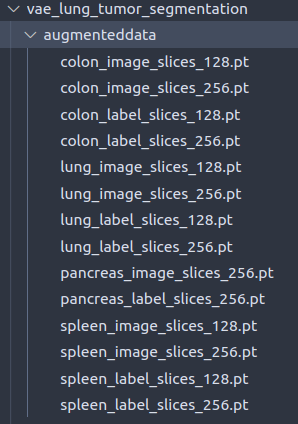 vae_lung_tumor_segmentation
augmenteddata
colon_image_slices_128.pt
colon_image_slices_256.pt
colon_label_slices_128.pt
colon_label_slices_256.pt
lung_image_slices_128.pt
lung_image_slices_256.pt
lung_label_slices_128.pt
lung_label_slices_256.pt
pancreas_image_slices_256.pt
pancreas_label_slices_256.pt
spleen_image_slices_128.pt
spleen_image_slices_256.pt
spleen_label_slices_128.pt
spleen_label_slices_256.pt